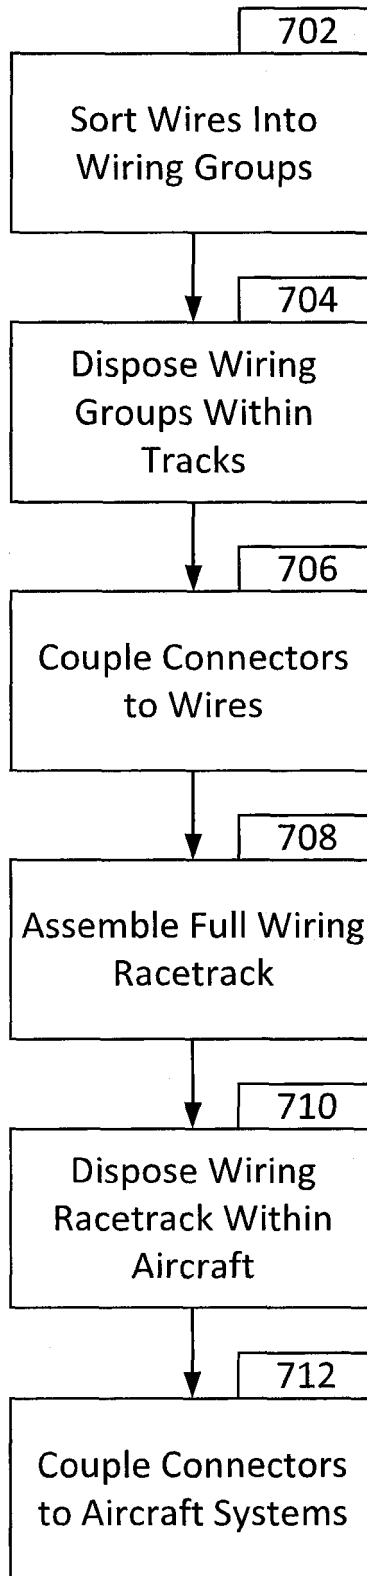 702
Sort Wires Into
Wiring Groups
704
Dispose Wiring
Groups Within
Tracks
706
Couple Connectors
to Wires
708
Assemble Full Wiring
Racetrack
710
Dispose Wiring
Racetrack Within
Aircraft
712
Couple Connectors
to Aircraft Systems